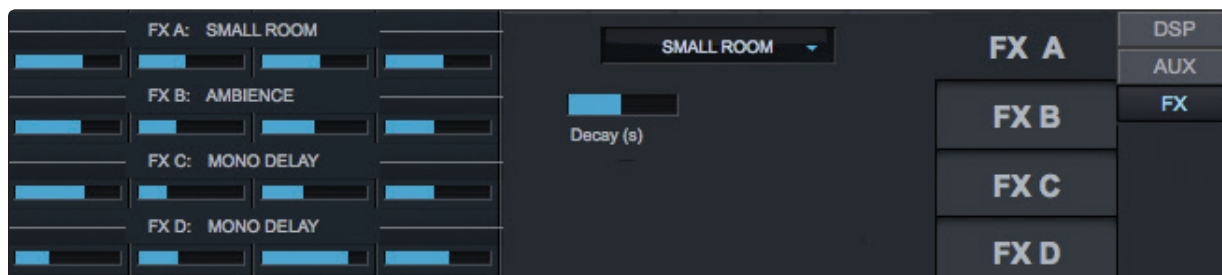 FX A: SMALL ROOM
FX B: AMBIENCE
FX C: MONO DELAY
FX D: MONO DELAY
SMALL ROOM
Decay (s)
FX A
FX B
FX C
FX D
DSP
AUX
FX